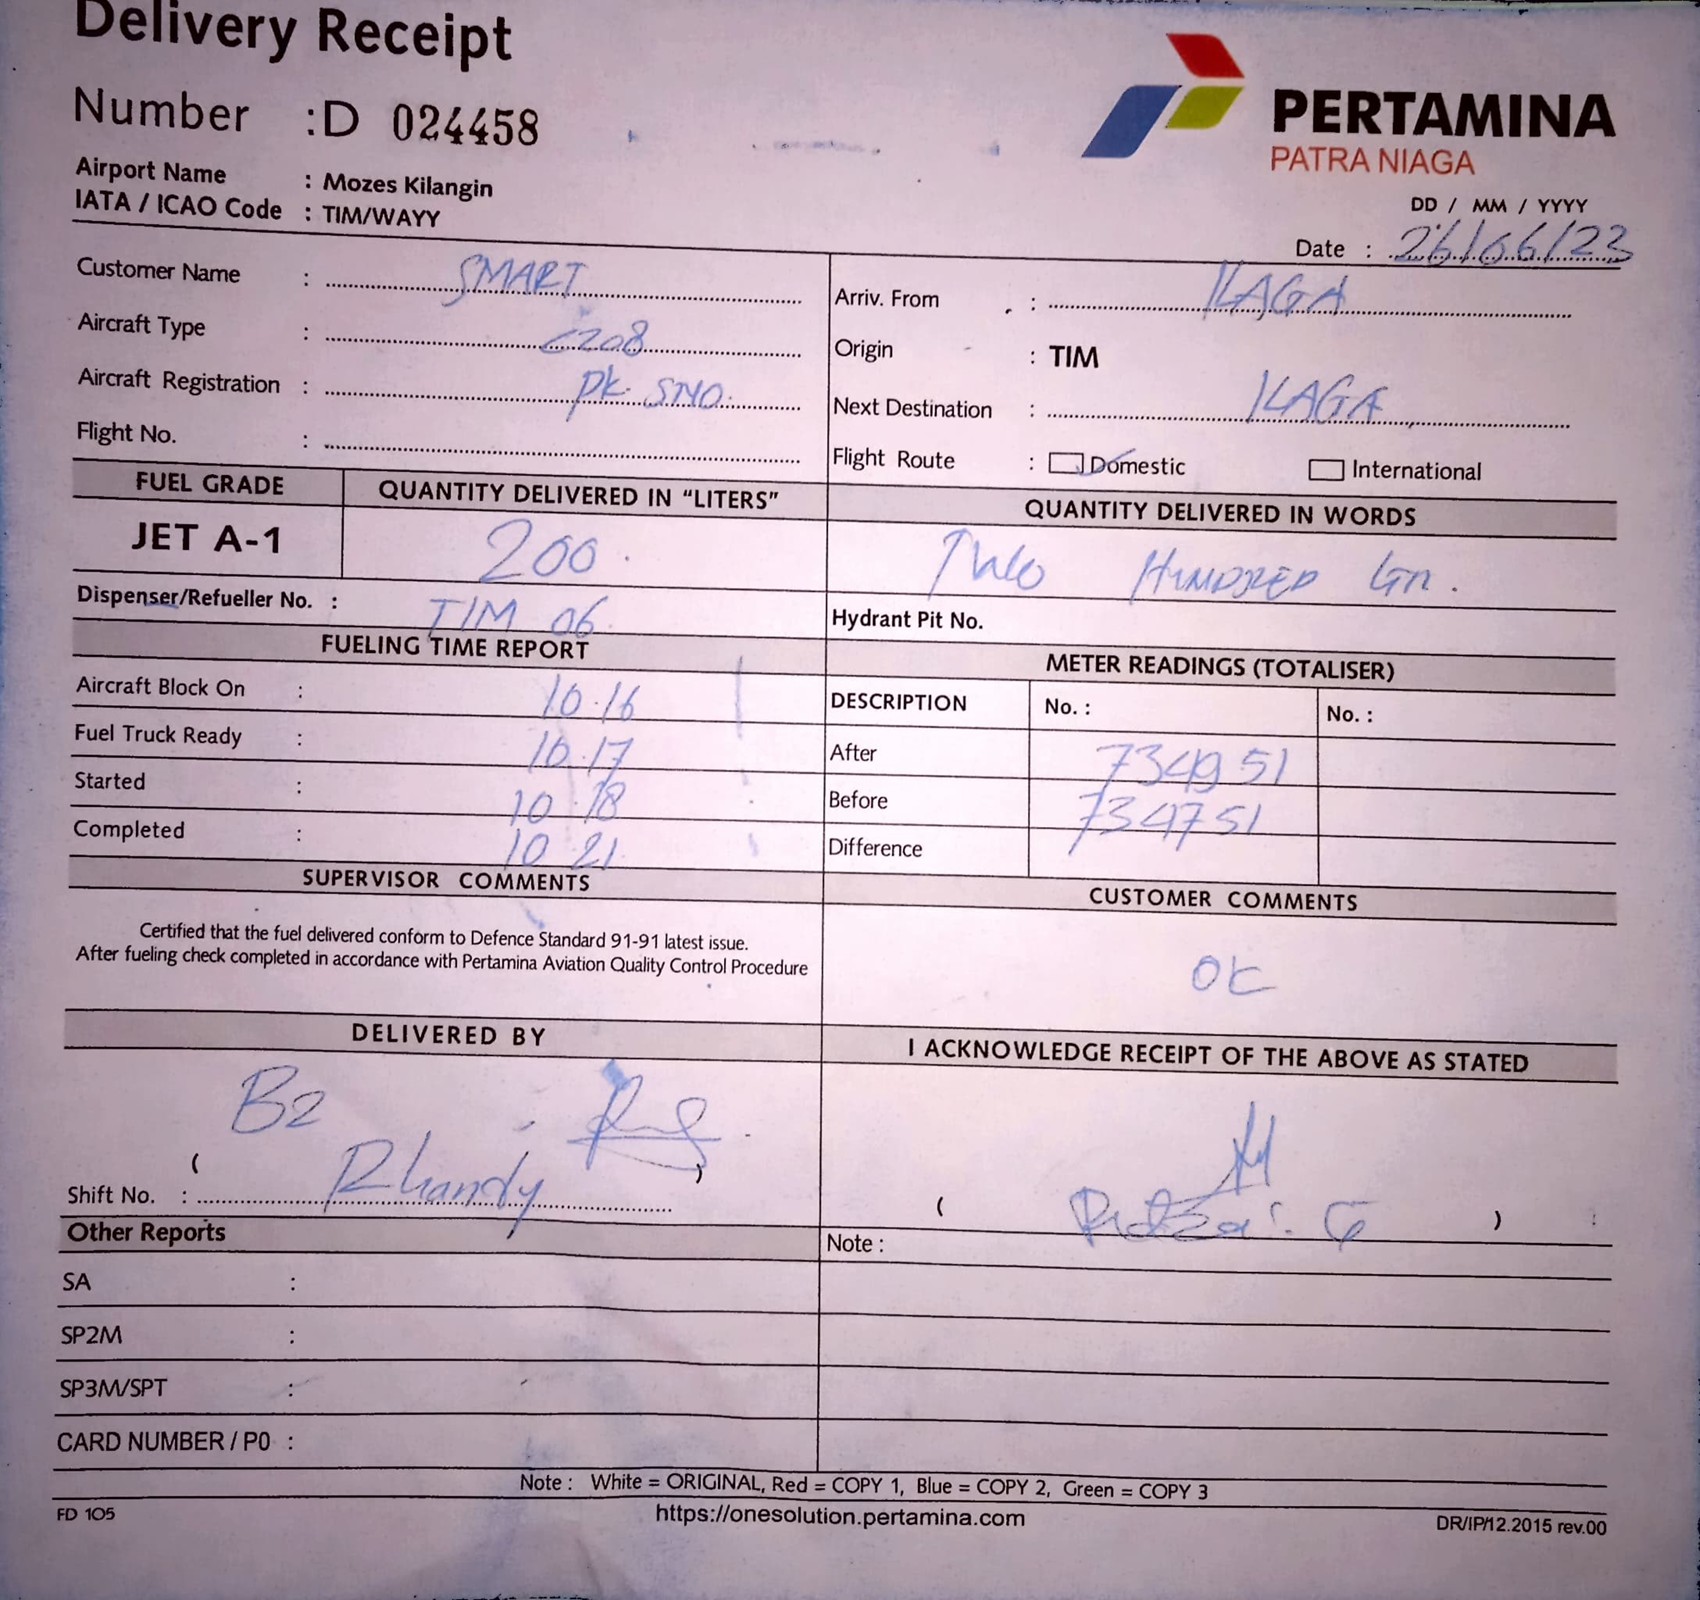 Delivery Receipt
Number : D 024458
PERTAMINA
PATRA NIAGA
Airport Name : Mozes Kilangin
IATA / ICAO Code : TIM/WAYY
DD / MM / YYYY
Date : 26/06/23
Customer Name : SMART
Arriv. From : ILAGA
Aircraft Type : C208
Origin : TIM
Aircraft Registration : PK. SNO.
Next Destination : ILAGA
Flight No. :
Flight Route : Domestic International
FUEL GRADE QUANTITY DELIVERED IN “LITERS” QUANTITY DELIVERED IN WORDS
JET A-1 200. Two HUNDRED Ltr.
Dispenser/Refueller No. : TIM 06
Hydrant Pit No.
FUELING TIME REPORT
METER READINGS (TOTALISER)
Aircraft Block On : 10.16
DESCRIPTION No. : No. :
Fuel Truck Ready : 10.17
After 734951
Started : 10.18
Before 734751
Completed : 10 21
Difference
SUPERVISOR COMMENTS
CUSTOMER COMMENTS
Certified that the fuel delivered conform to Defence Standard 91-91 latest issue.
After fueling check completed in accordance with Pertamina Aviation Quality Control Procedure
OK
DELIVERED BY
I ACKNOWLEDGE RECEIPT OF THE ABOVE AS STATED
B2
( )
Shift No. : Rhandy
( )
Other Reports
Note :
SA :
SP2M :
SP3M/SPT :
CARD NUMBER / P0 :
Note : White = ORIGINAL, Red = COPY 1, Blue = COPY 2, Green = COPY 3
FD 105
https://onesolution.pertamina.com
DR/IP/12.2015 rev.00